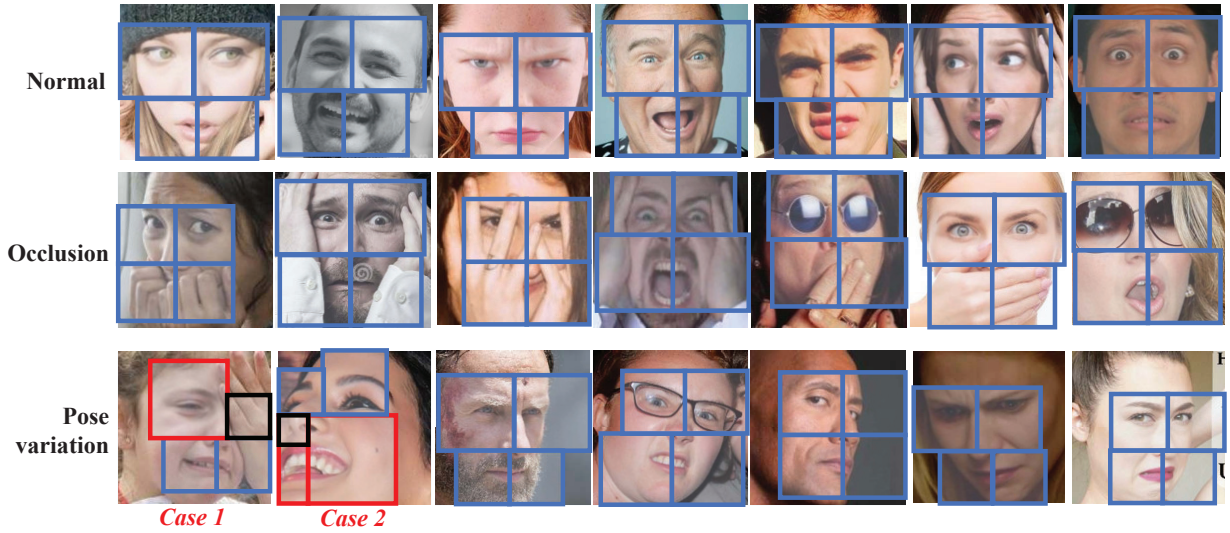 Normal
Occlusion
Pose
variation
H
U
Case 1
Case 2